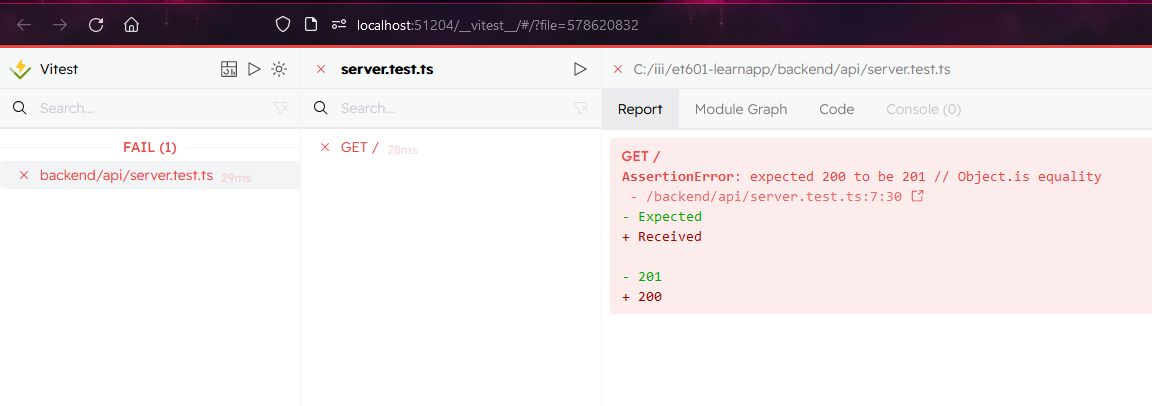 localhost:51204/__vitest__/#/?file=578620832
Vitest
Search...
FAIL (1)
backend/api/server.test.ts 29ms
server.test.ts
Search...
GET / 28ms
C:/iii/et601-learnapp/backend/api/server.test.ts
Report Module Graph Code Console (0)
GET /
AssertionError: expected 200 to be 201 // Object.is equality
- /backend/api/server.test.ts:7:30
- Expected
+ Received
- 201
+ 200